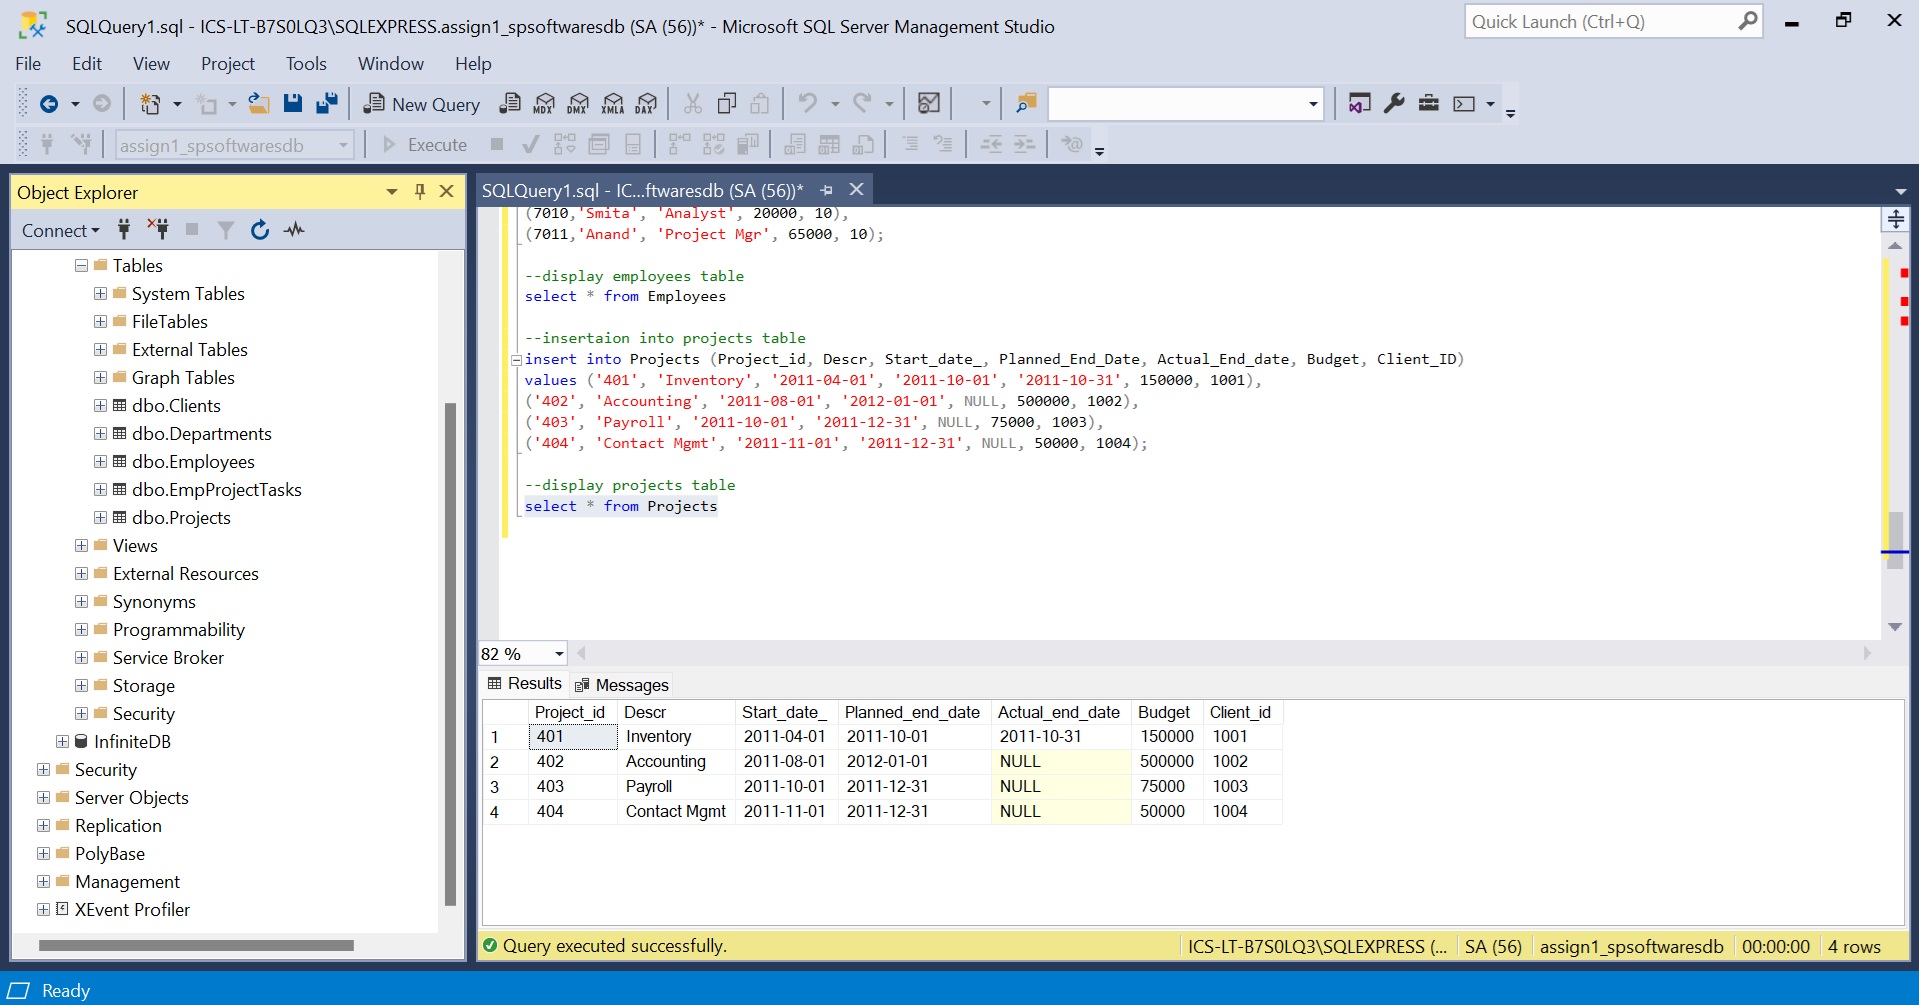 SQLQuery1.sql - ICS-LT-B7S0LQ3\SQLEXPRESS.assign1_spsoftwaresdb (SA (56))* - Microsoft SQL Server Management Studio
Quick Launch (Ctrl+Q)
File Edit View Project Tools Window Help
New Query MDX DMX XMLA DAX
assign1_spsoftwaresdb Execute
Object Explorer
Connect
Tables
System Tables
FileTables
External Tables
Graph Tables
dbo.Clients
dbo.Departments
dbo.Employees
dbo.EmpProjectTasks
dbo.Projects
Views
External Resources
Synonyms
Programmability
Service Broker
Storage
Security
InfiniteDB
Security
Server Objects
Replication
PolyBase
Management
XEvent Profiler
SQLQuery1.sql - IC...ftwaresdb (SA (56))*
(7010,'Smita', 'Analyst', 20000, 10),
(7011,'Anand', 'Project Mgr', 65000, 10);
--display employees table
select * from Employees
--insertaion into projects table
insert into Projects (Project_id, Descr, Start_date_, Planned_End_Date, Actual_End_date, Budget, Client_ID)
values ('401', 'Inventory', '2011-04-01', '2011-10-01', '2011-10-31', 150000, 1001),
('402', 'Accounting', '2011-08-01', '2012-01-01', NULL, 500000, 1002),
('403', 'Payroll', '2011-10-01', '2011-12-31', NULL, 75000, 1003),
('404', 'Contact Mgmt', '2011-11-01', '2011-12-31', NULL, 50000, 1004);
--display projects table
select * from Projects
82 %
Results Messages
Project_id Descr Start_date_ Planned_end_date Actual_end_date Budget Client_id
1 401 Inventory 2011-04-01 2011-10-01 2011-10-31 150000 1001
2 402 Accounting 2011-08-01 2012-01-01 NULL 500000 1002
3 403 Payroll 2011-10-01 2011-12-31 NULL 75000 1003
4 404 Contact Mgmt 2011-11-01 2011-12-31 NULL 50000 1004
Query executed successfully. ICS-LT-B7S0LQ3\SQLEXPRESS (... SA (56) assign1_spsoftwaresdb 00:00:00 4 rows
Ready